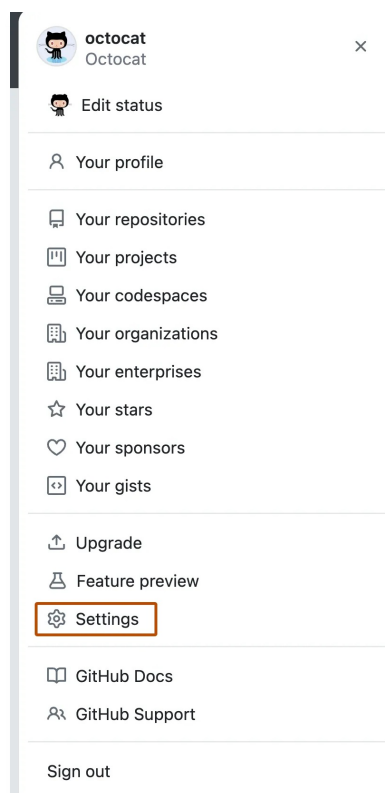 octocat
Octocat
Edit status
Your profile
Your repositories
Your projects
Your codespaces
Your organizations
Your enterprises
Your stars
Your sponsors
Your gists
Upgrade
Feature preview
Settings
GitHub Docs
GitHub Support
Sign out